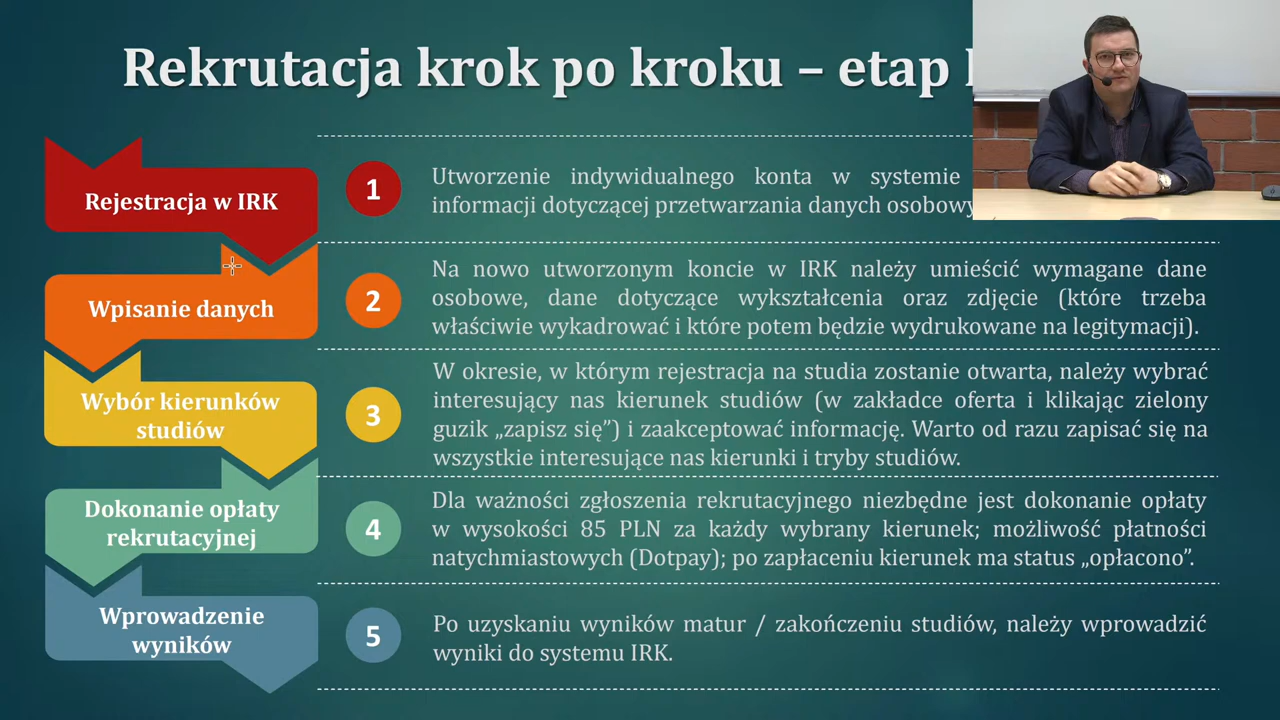 Rekrutacja krok po kroku – etap
Rejestracja w IRK
1
Utworzenie indywidualnego konta w systemie
informacji dotyczącej przetwarzania danych
Wpisanie danych
2
Na nowo utworzonym koncie w IRK należy umieścić wymagane dane
osobowe, dane dotyczące wykształcenia oraz zdjęcie (które trzeba
właściwie wykadrować i które potem będzie wydrukowane na legitymacji).
Wybór kierunków
studiów
3
W okresie, w którym rejestracja na studia zostanie otwarta, należy wybrać
interesujący nas kierunek studiów (w zakładce oferta i klikając zielony
guzik „zapisz się”) i zaakceptować informację. Warto od razu zapisać się na
wszystkie interesujące nas kierunki i tryby studiów.
Dokonanie opłaty
rekrutacyjnej
4
Dla ważności zgłoszenia rekrutacyjnego niezbędne jest dokonanie opłaty
w wysokości 85 PLN za każdy wybrany kierunek; możliwość płatności
natychmiastowych (Dotpay); po zapłaceniu kierunek ma status „opłacono”.
Wprowadzenie
wyników
5
Po uzyskaniu wyników matur / zakończeniu studiów, należy wprowadzić
wyniki do systemu IRK.